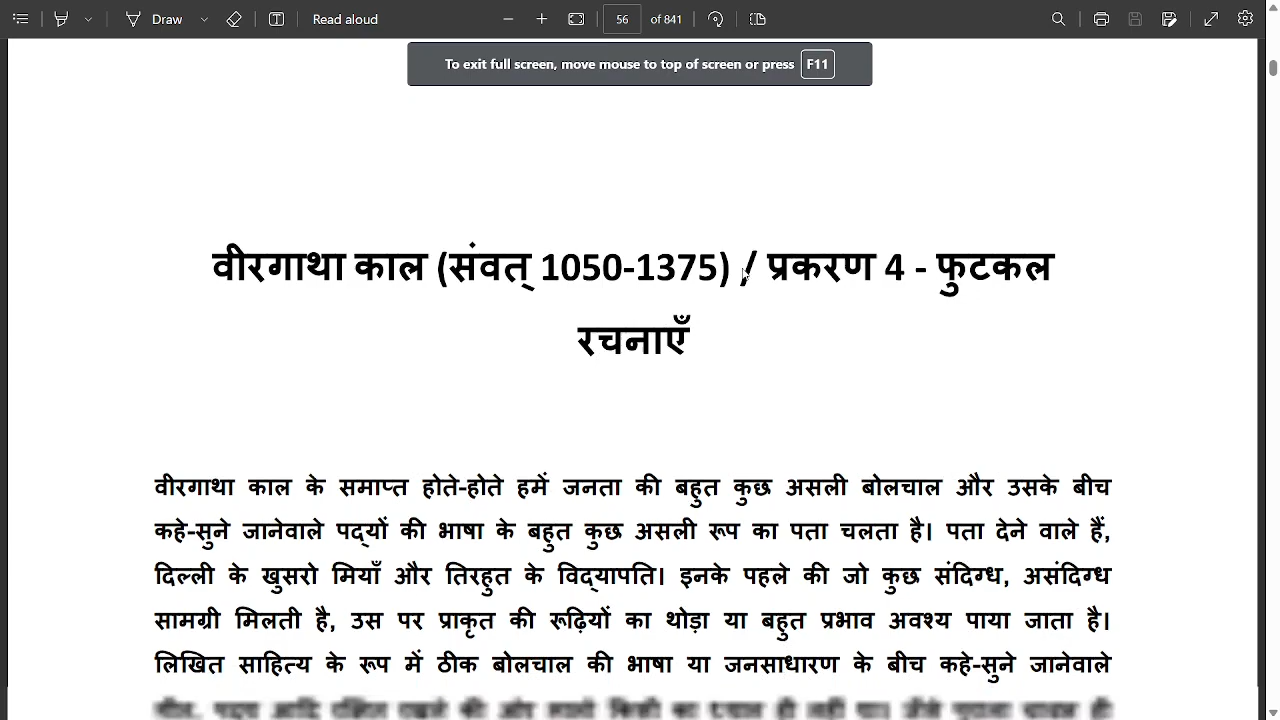 Draw
Read aloud
56 of 841
To exit full screen, move mouse to top of screen or press F11
वीरगाथा काल (संवत् 1050-1375) / प्रकरण 4 - फुटकल
रचनाएँ
वीरगाथा काल के समाप्त होते-होते हमें जनता की बहुत कुछ असली बोलचाल और उसके बीच
कहे-सुने जानेवाले पद्यों की भाषा के बहुत कुछ असली रूप का पता चलता है। पता देने वाले हैं,
दिल्ली के खुसरो मियाँ और तिरहुत के विद्यापति। इनके पहले की जो कुछ संदिग्ध, असंदिग्ध
सामग्री मिलती है, उस पर प्राकृत की रूढ़ियों का थोड़ा या बहुत प्रभाव अवश्य पाया जाता है।
लिखित साहित्य के रूप में ठीक बोलचाल की भाषा या जनसाधारण के बीच कहे-सुने जानेवाले